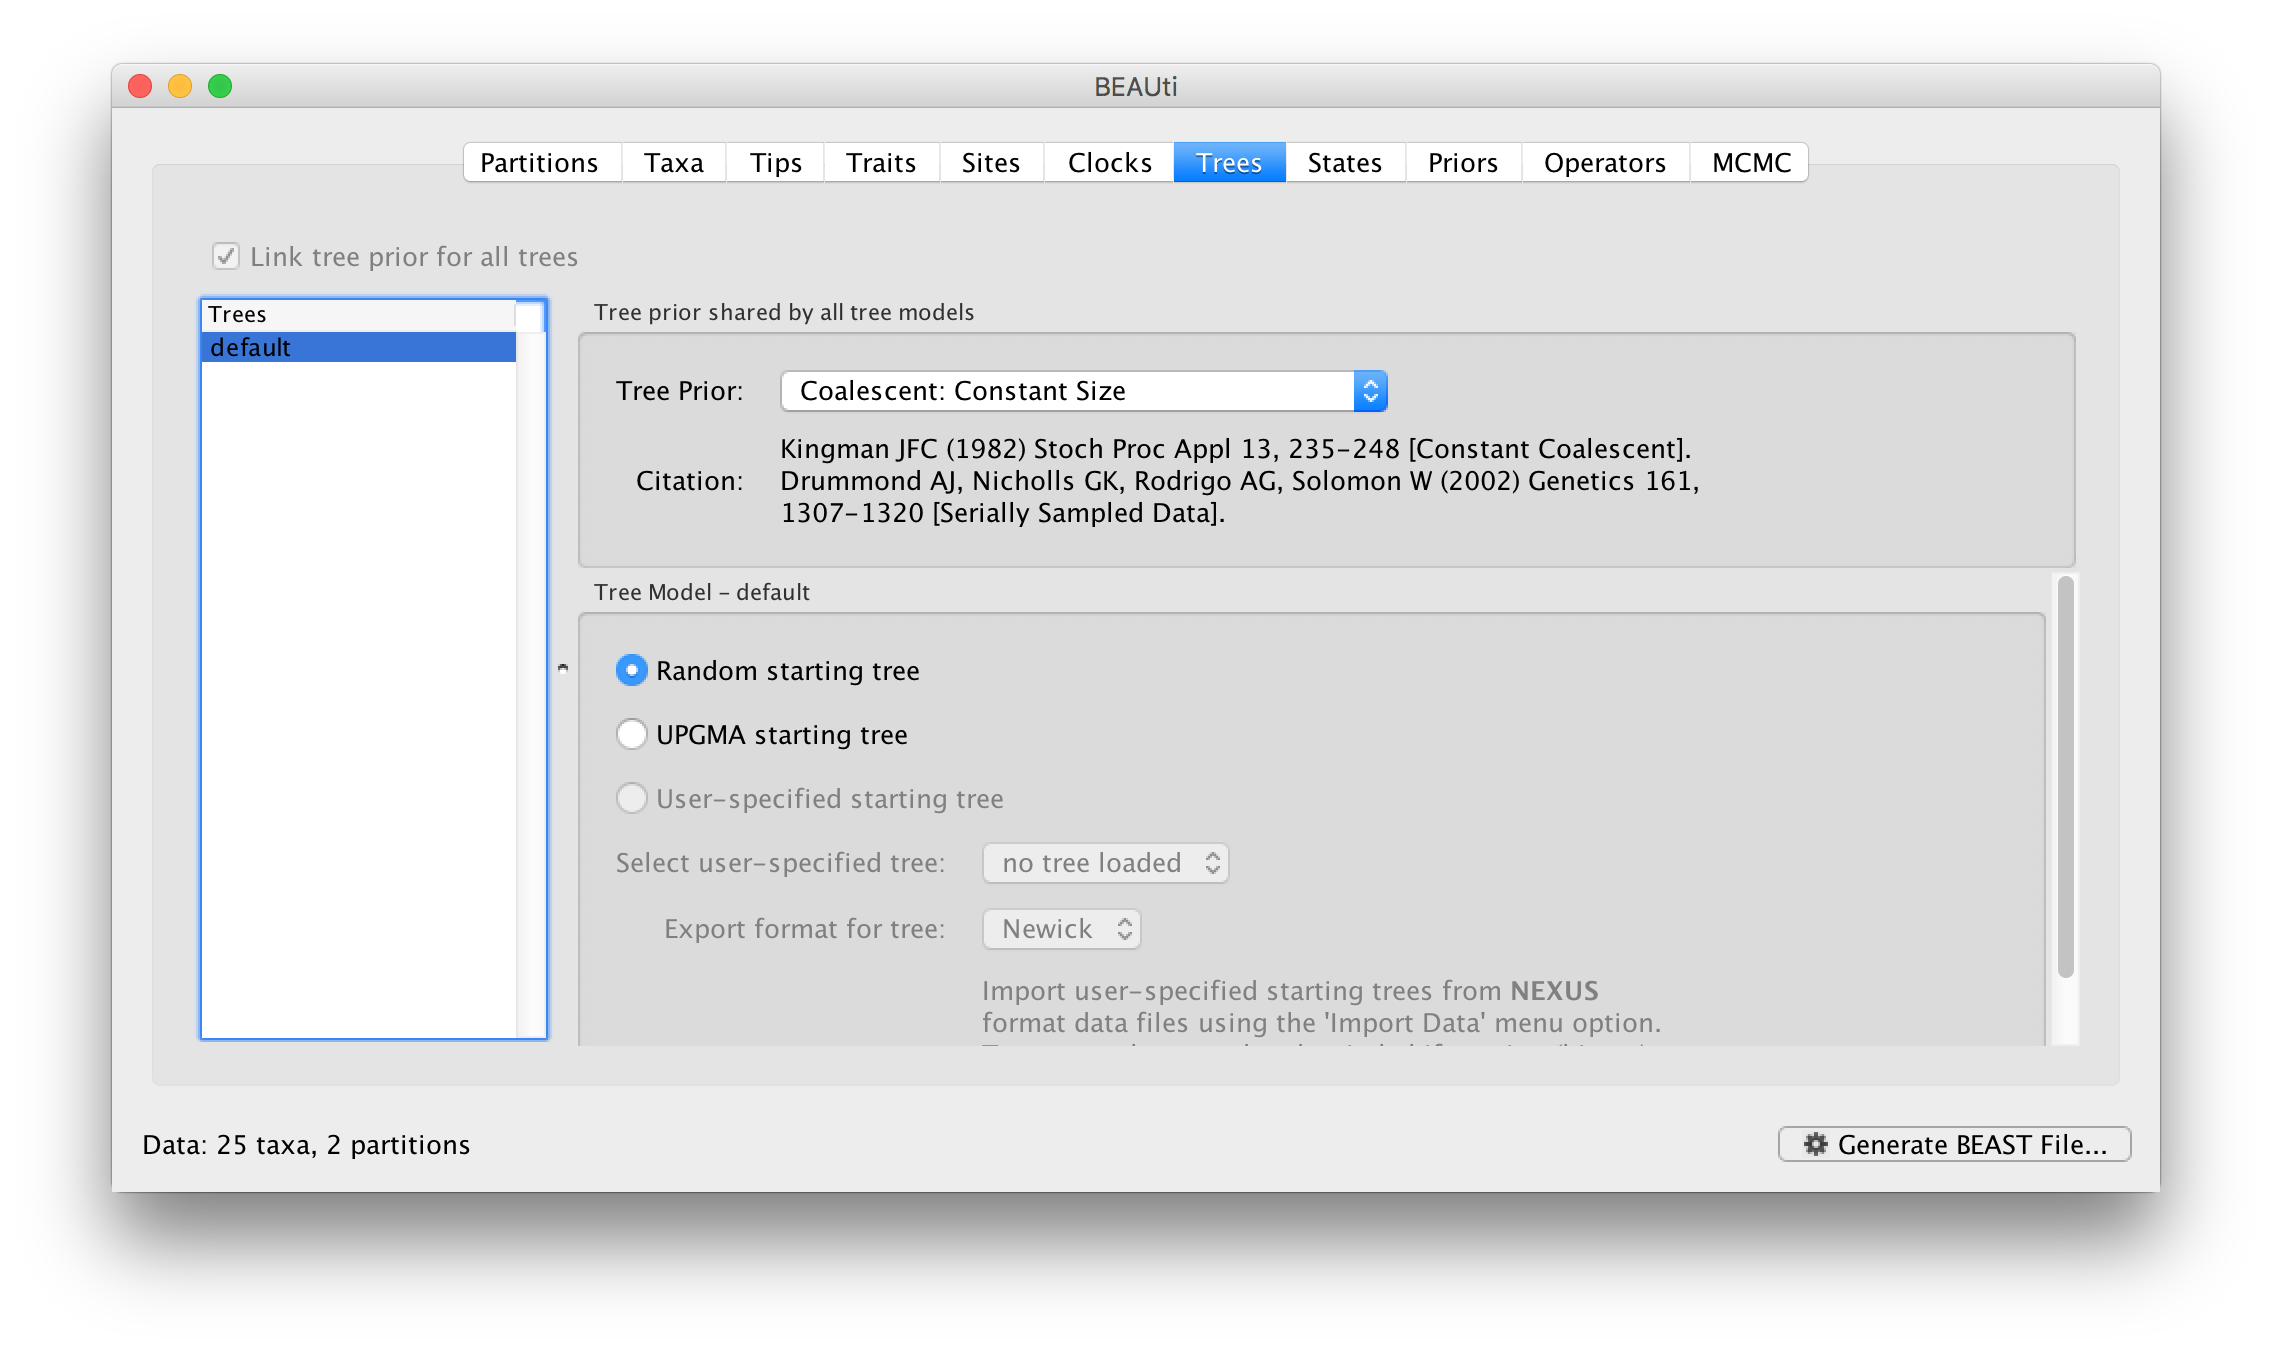 BEAUti
Partitions Taxa Tips Traits Sites Clocks Trees States Priors Operators MCMC
Link tree prior for all trees
Trees
default
Tree prior shared by all tree models
Tree Prior: Coalescent: Constant Size
Citation: Kingman JFC (1982) Stoch Proc Appl 13, 235-248 [Constant Coalescent].
Drummond AJ, Nicholls GK, Rodrigo AG, Solomon W (2002) Genetics 161,
1307-1320 [Serially Sampled Data].
Tree Model - default
Random starting tree
UPGMA starting tree
User-specified starting tree
Select user-specified tree: no tree loaded
Export format for tree: Newick
Import user-specified starting trees from NEXUS
format data files using the 'Import Data' menu option.
Data: 25 taxa, 2 partitions
Generate BEAST File...